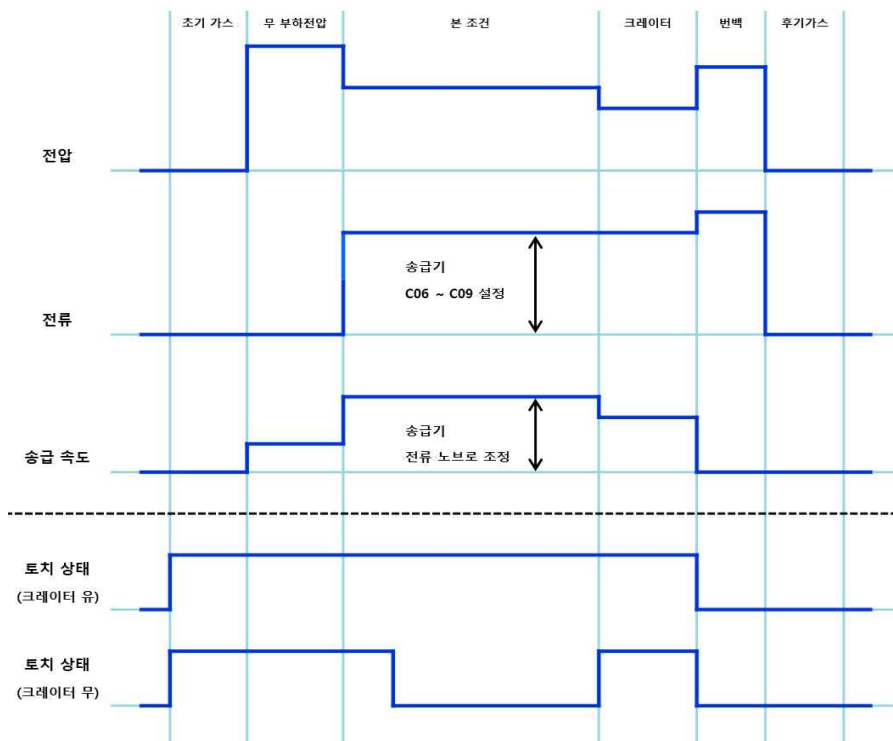 초기 가스
무 부하전압
본 조건
크레이터
번백
후기가스
전압
송급기
C06 ~ C09 설정
전류
송급기
전류 노브로 조정
송급 속도
토치 상태
(크레이터 유)
토치 상태
(크레이터 무)